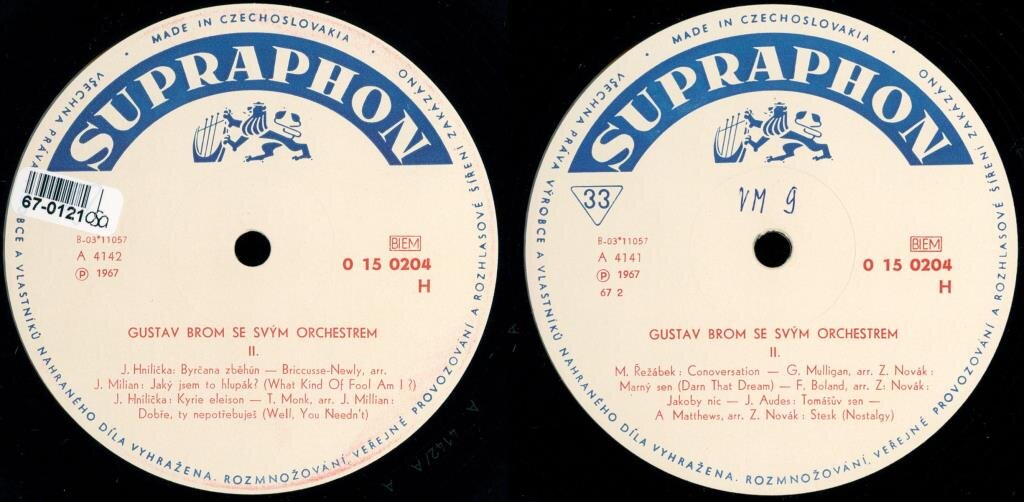 MADE IN CZECHOSLOVAKIA
SUPRAPHON
VŠECHNA PRÁVA VÝROBCE A VLASTNÍKŮ NAHRANÉHO DÍLA VYHRAŽENA. ROZMNOŽOVÁNÍ, VEŘEJNÉ PROVOZOVÁNÍ A ROZHLASOVÉ ŠÍŘENÍ ZAKÁZÁNO
67-0121
B-03*11057
A 4142
Ⓟ 1967
BIEM
0 15 0204
H
GUSTAV BROM SE SVÝM ORCHESTREM
II.
J. Hnilička: Byrčana zběhún — Briccusse-Newly, arr.
J. Milian: Jaký jsem to hlupák? (What Kind Of Fool Am I?)
J. Hnilička: Kyrie eleison — T. Monk, arr. J. Millian:
Dobře, ty nepotřebuješ (Well, You Needn't)
A 4142/A
MADE IN CZECHOSLOVAKIA
SUPRAPHON
VŠECHNA PRÁVA VÝROBCE A VLASTNÍKŮ NAHRANÉHO DÍLA VYHRAŽENA. ROZMNOŽOVÁNÍ, VEŘEJNÉ PROVOZOVÁNÍ A ROZHLASOVÉ ŠÍŘENÍ ZAKÁZÁNO
33
VM 9
B-03*11057
A 4141
Ⓟ 1967
67 2
BIEM
0 15 0204
H
GUSTAV BROM SE SVÝM ORCHESTREM
II.
M. Řežábek: Conoversation — G. Mulligan, arr. Z. Novák:
Marný sen (Darn That Dream) — F. Boland, arr. Z: Novák:
Jakoby nic — J. Audes: Tomášův sen —
A Matthews, arr. Z. Novák: Stesk (Nostalgy)